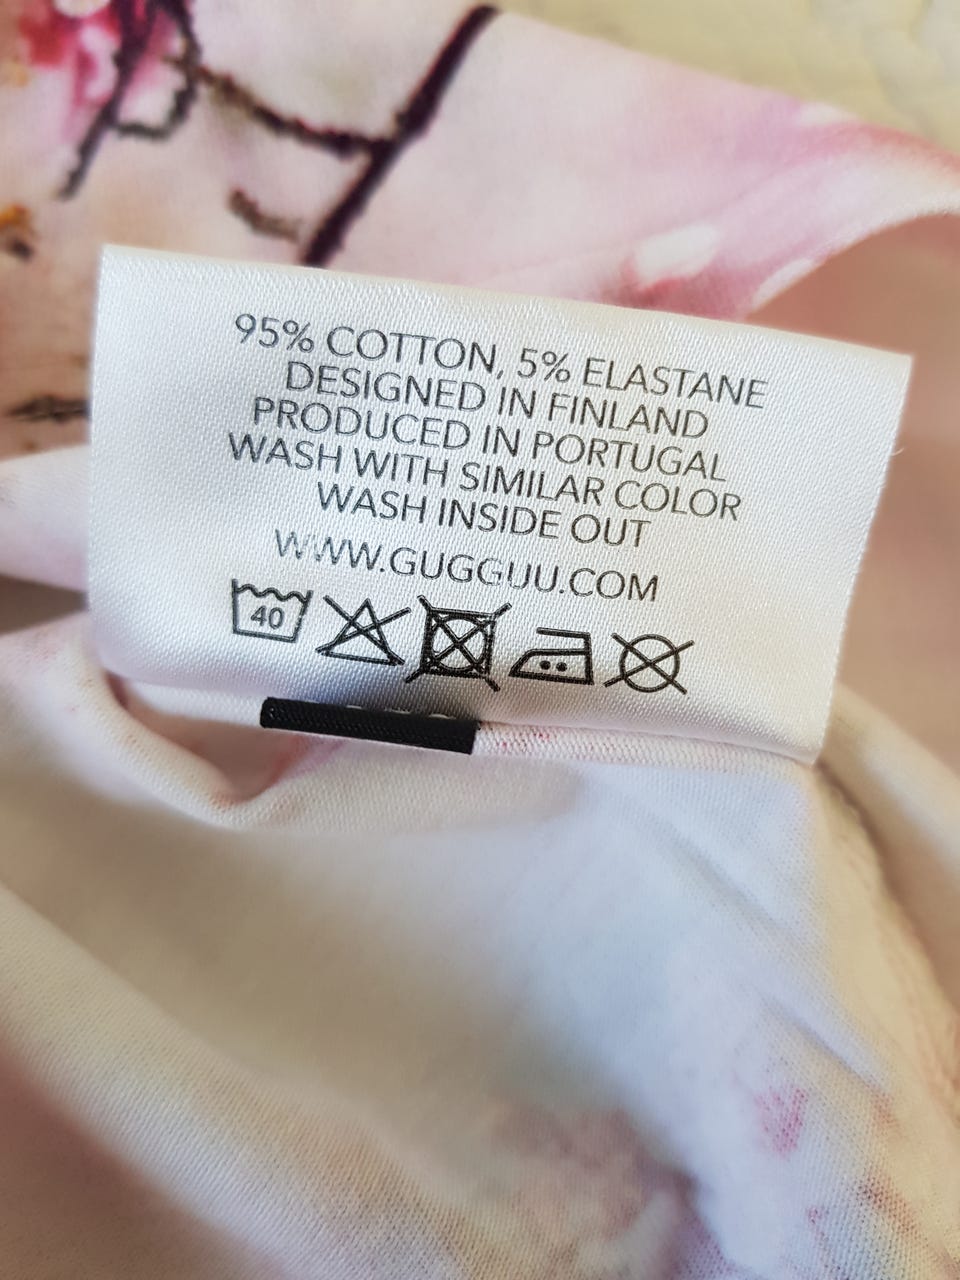 95% COTTON, 5% ELASTANE
DESIGNED IN FINLAND
PRODUCED IN PORTUGAL
WASH WITH SIMILAR COLOR
WASH INSIDE OUT
WWW.GUGGUU.COM
40